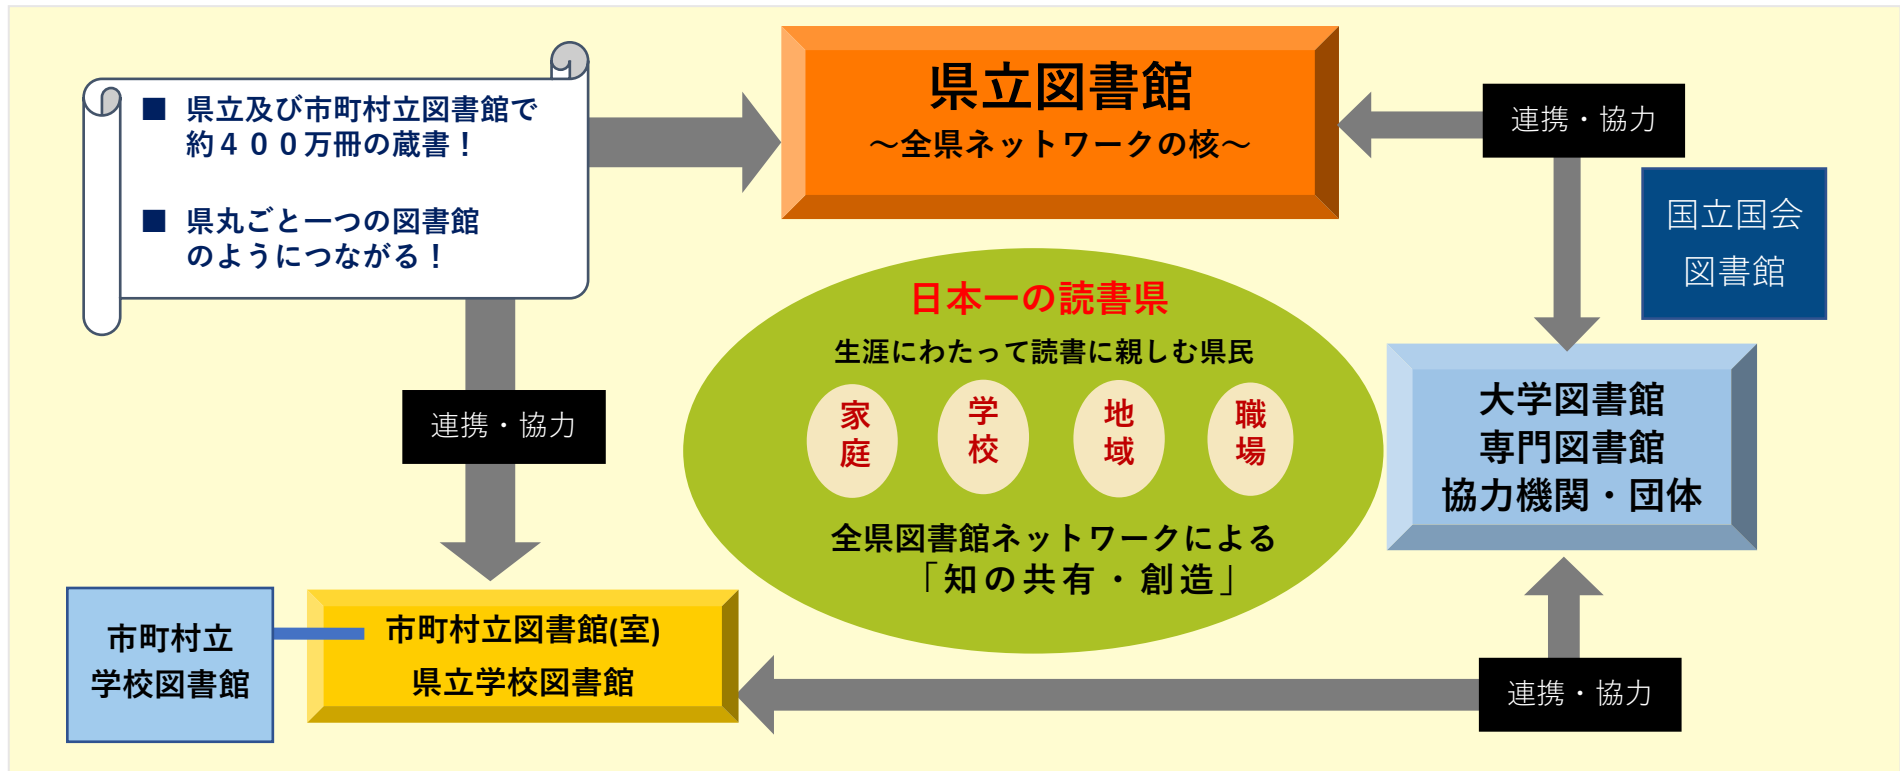 ■ 県立及び市町村立図書館で
約４００万冊の蔵書！
■ 県丸ごと一つの図書館
のようにつながる！
県立図書館
～全県ネットワークの核～
連携・協力
国立国会
図書館
日本一の読書県
生涯にわたって読書に親しむ県民
家庭
学校
地域
職場
全県図書館ネットワークによる
「知の共有・創造」
大学図書館
専門図書館
協力機関・団体
連携・協力
市町村立
学校図書館
市町村立図書館(室)
県立学校図書館
連携・協力